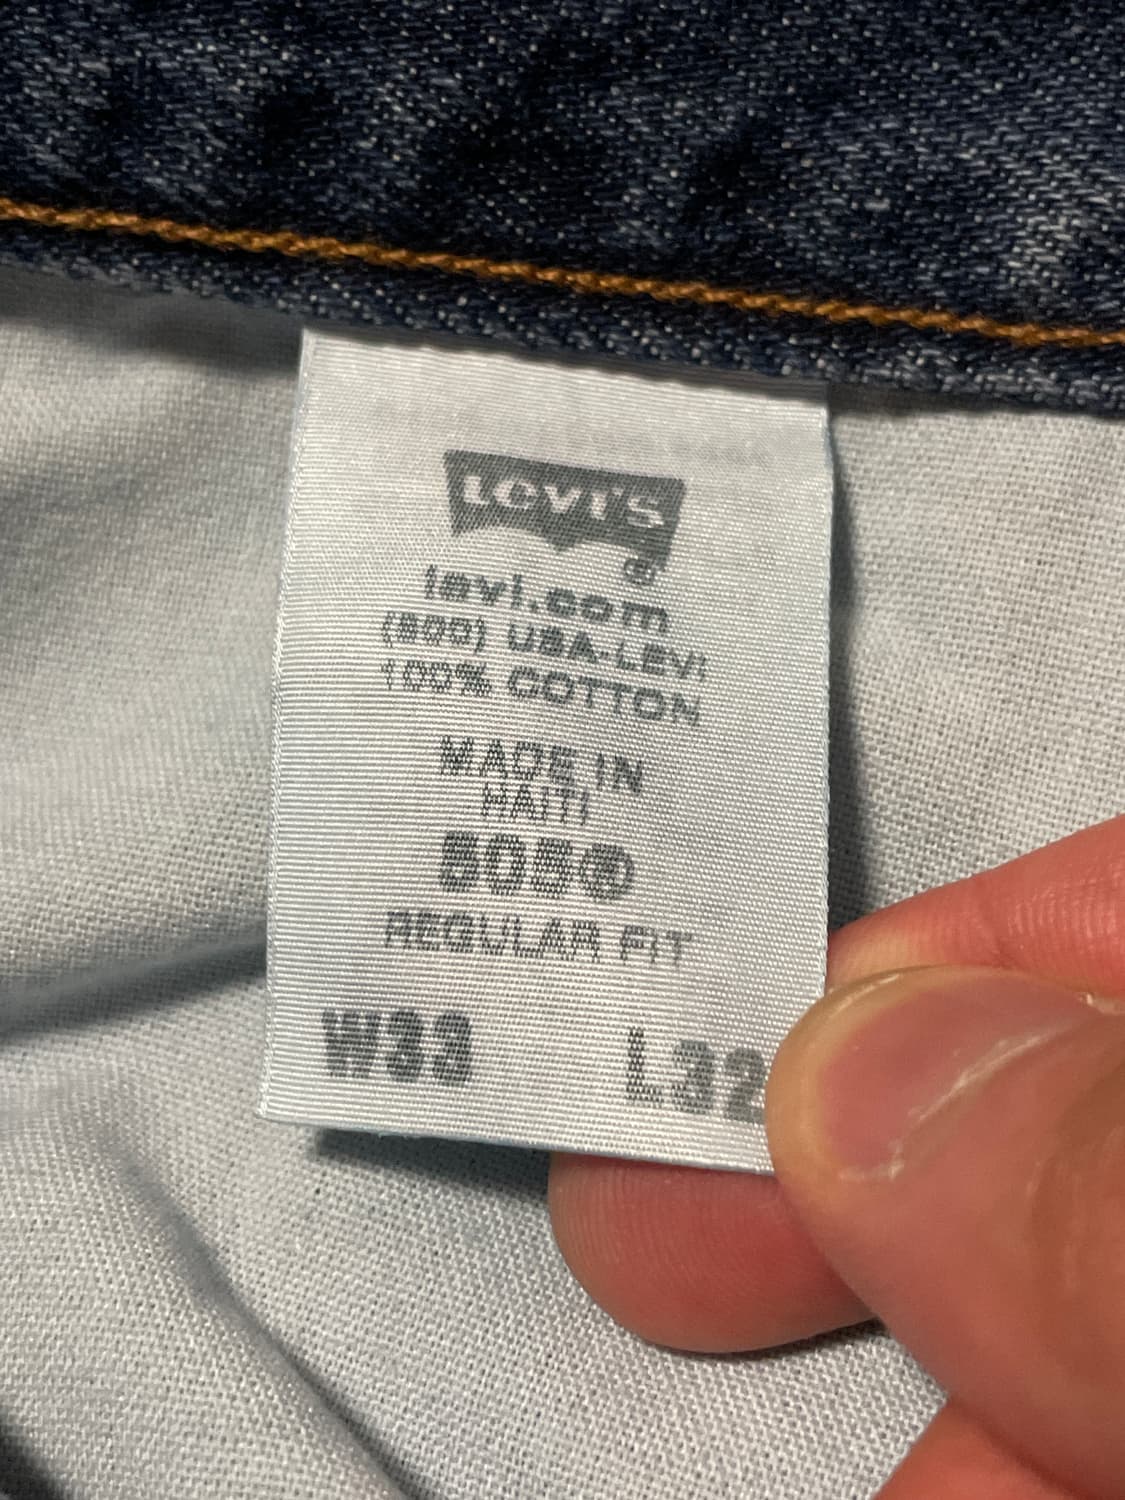 LEVI'S
®
levi.com
(800) USA-LEVI
100% COTTON
MADE IN
HAITI
505®
REGULAR FIT
W33 L32